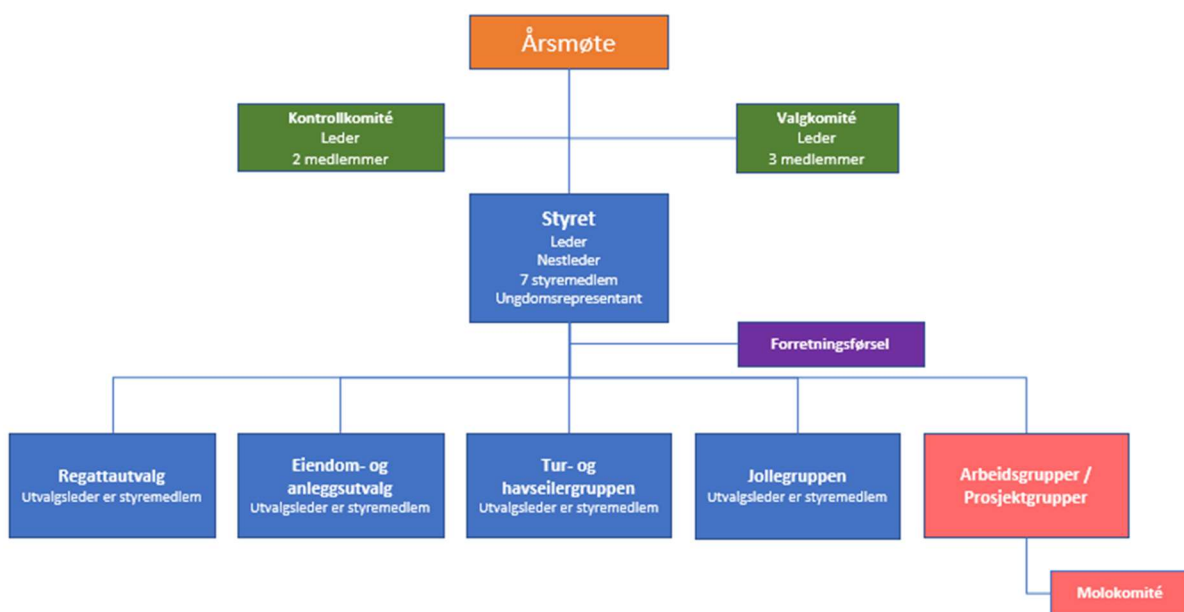 Årsmøte
Kontrollkomité
Leder
2 medlemmer
Valgkomité
Leder
3 medlemmer
Styret
Leder
Nestleder
7 styremedlem
Ungdomsrepresentant
Forretningsførsel
Regattautvalg
Utvalgsleder er styremedlem
Eiendom- og
anleggsutvalg
Utvalgsleder er styremedlem
Tur- og
havseilergruppen
Utvalgsleder er styremedlem
Jollegruppen
Utvalgsleder er styremedlem
Arbeidsgrupper /
Prosjektgrupper
Molokomité